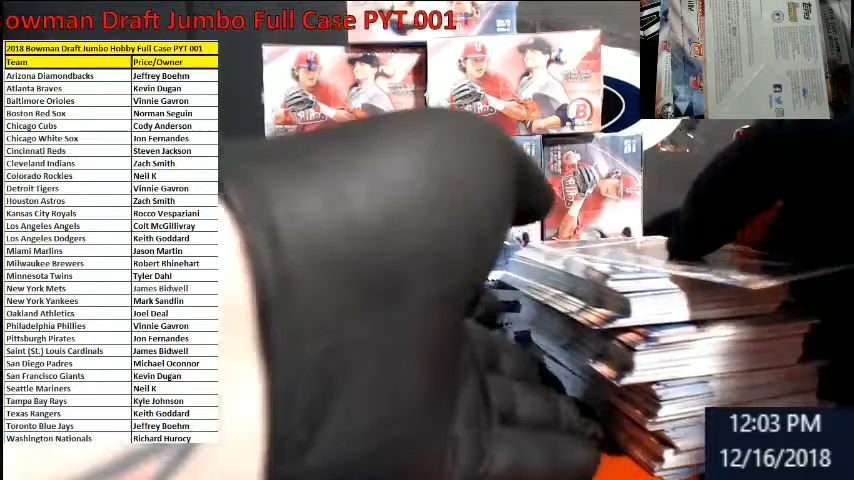 owman Draft Jumbo Full Case PYT 001
2018 Bowman Draft Jumbo Hobby Full Case PYT 001
Team Price/Owner
Arizona Diamondbacks Jeffrey Boehm
Atlanta Braves Kevin Dugan
Baltimore Orioles Vinnie Gavron
Boston Red Sox Norman Seguin
Chicago Cubs Cody Anderson
Chicago White Sox Jon Fernandes
Cincinnati Reds Steven Jackson
Cleveland Indians Zach Smith
Colorado Rockies Neil K
Detroit Tigers Vinnie Gavron
Houston Astros Zach Smith
Kansas City Royals Rocco Vespaziani
Los Angeles Angels Colt McGillivray
Los Angeles Dodgers Keith Goddard
Miami Marlins Jason Martin
Milwaukee Brewers Robert Rhinehart
Minnesota Twins Tyler Dahl
New York Mets James Bidwell
New York Yankees Mark Sandlin
Oakland Athletics Joel Deal
Philadelphia Phillies Vinnie Gavron
Pittsburgh Pirates Jon Fernandes
Saint (St.) Louis Cardinals James Bidwell
San Diego Padres Michael Oconnor
San Francisco Giants Kevin Dugan
Seattle Mariners Neil K
Tampa Bay Rays Kyle Johnson
Texas Rangers Keith Goddard
Toronto Blue Jays Jeffrey Boehm
Washington Nationals Richard Hurocy
topps
12:03 PM
12/16/2018